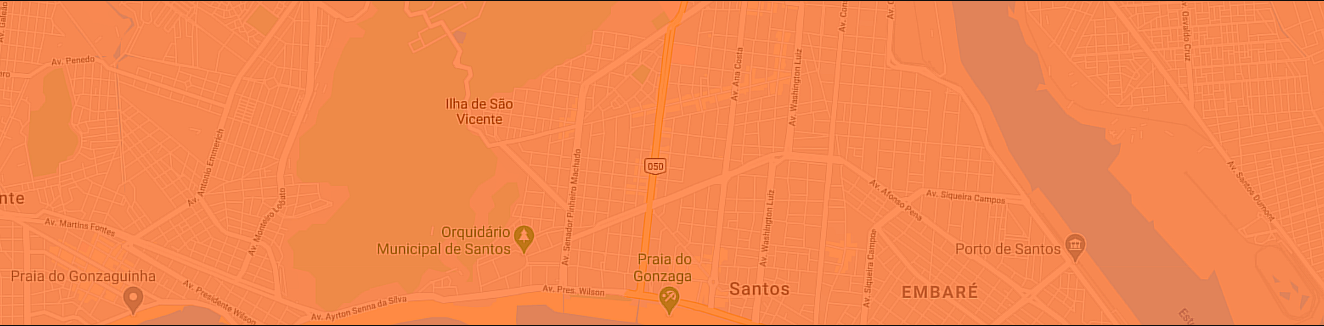 Av. Penedo
Av. Antonio Emmerich
Av. Monteiro Lobato
Av. Martins Fontes
Praia do Gonzaguinha
Av. Presidente Wilson
Av. Ayrton Senna da Silva
Ilha de São
Vicente
Orquidário
Municipal de Santos
Av. Senador Pinheiro Machado
Av. Pres. Wilson
050
Praia do
Gonzaga
Santos
Av. Ana Costa
Av. Washington Luiz
Av. Washington Luiz
Av. Afonso Pena
Av. Siqueira Campos
Av. Siqueira Campoe
EMBARÉ
Porto de Santos
Av. Osvaldo Cruz
Av. Santos Dumont
nte